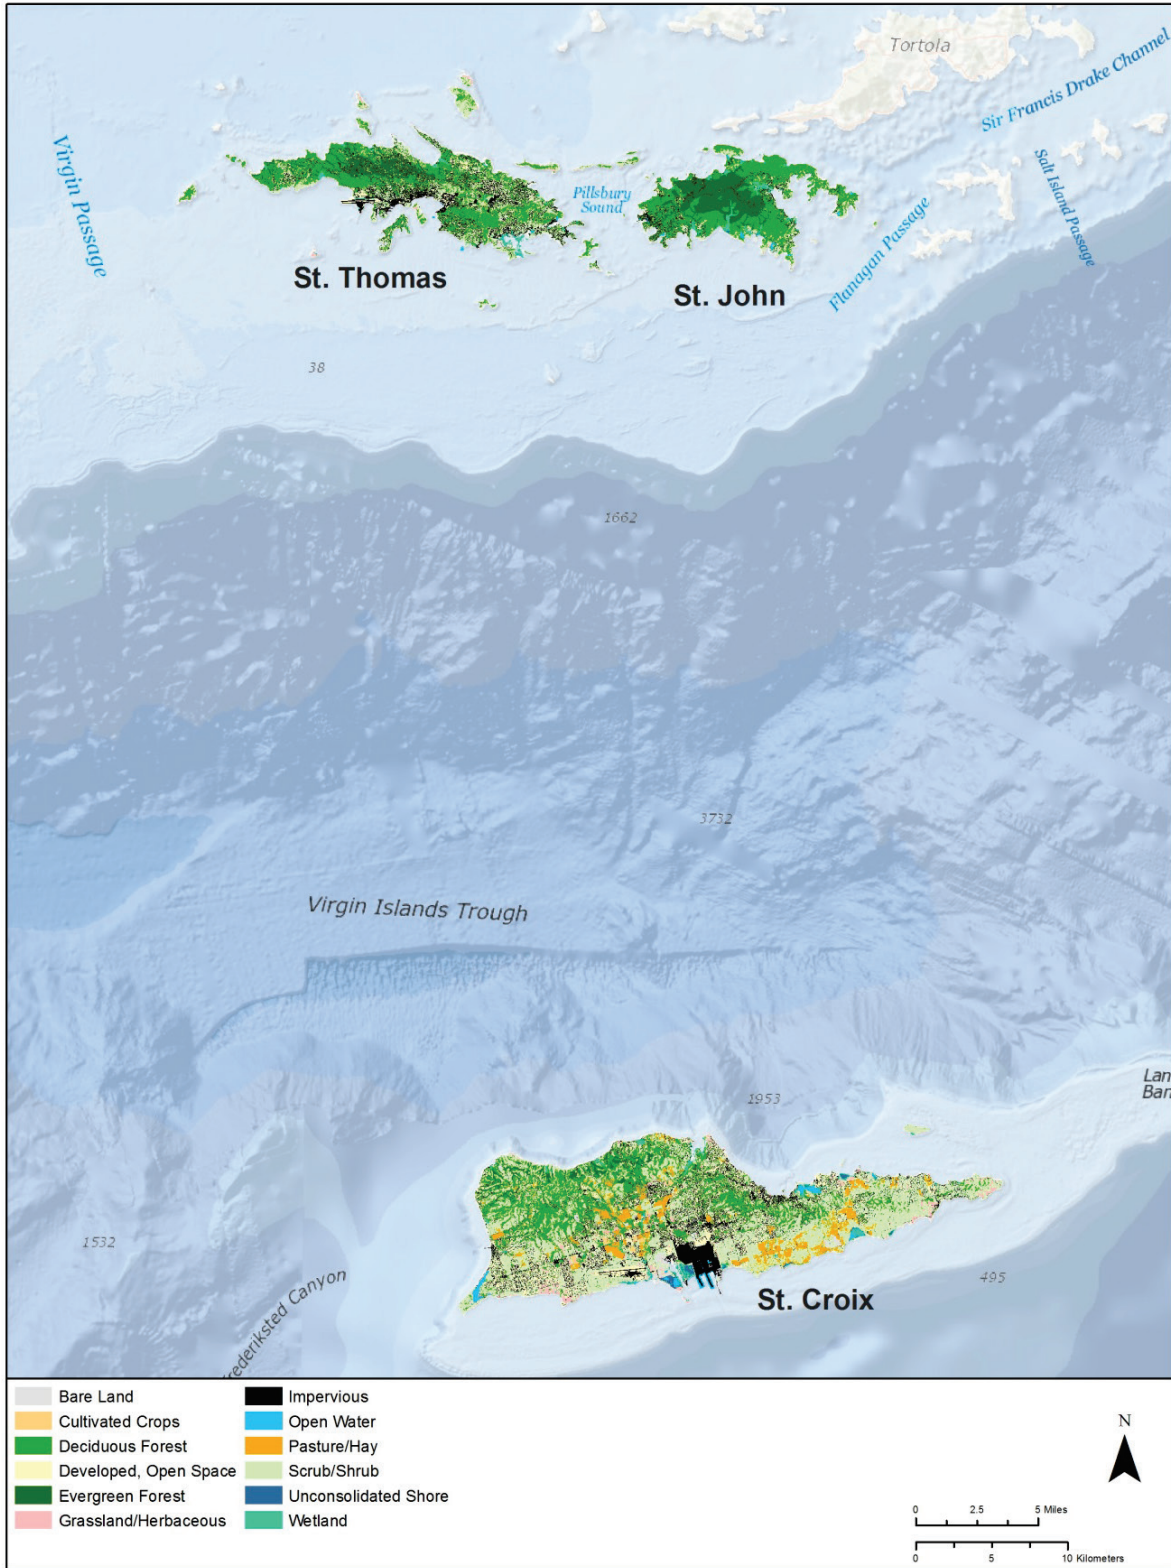 Tortola
Sir Francis Drake Channel
Virgin Passage
Salt Island Passage
Pillsbury
Sound
Flanagan Passage
St. Thomas
St. John
38
1662
3732
Virgin Islands Trough
Lan
Ban
1953
1532
495
rederiksted Canyon
St. Croix
Bare Land
Cultivated Crops
Deciduous Forest
Developed, Open Space
Evergreen Forest
Grassland/Herbaceous
Impervious
Open Water
Pasture/Hay
Scrub/Shrub
Unconsolidated Shore
Wetland
N
0 2.5 5 Miles
0 5 10 Kilometers